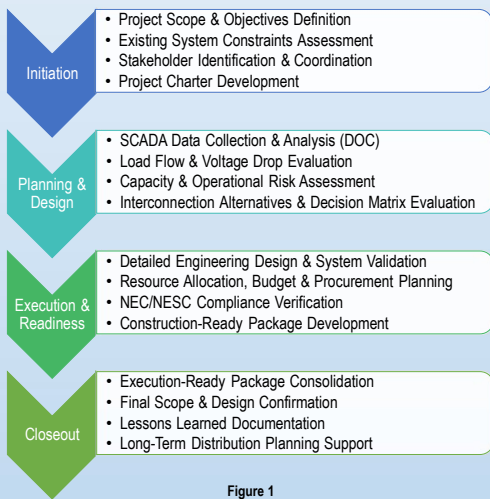 Initiation
• Project Scope & Objectives Definition
• Existing System Constraints Assessment
• Stakeholder Identification & Coordination
• Project Charter Development
Planning &
Design
• SCADA Data Collection & Analysis (DOC)
• Load Flow & Voltage Drop Evaluation
• Capacity & Operational Risk Assessment
• Interconnection Alternatives & Decision Matrix Evaluation
Execution &
Readiness
• Detailed Engineering Design & System Validation
• Resource Allocation, Budget & Procurement Planning
• NEC/NESC Compliance Verification
• Construction-Ready Package Development
Closeout
• Execution-Ready Package Consolidation
• Final Scope & Design Confirmation
• Lessons Learned Documentation
• Long-Term Distribution Planning Support
Figure 1